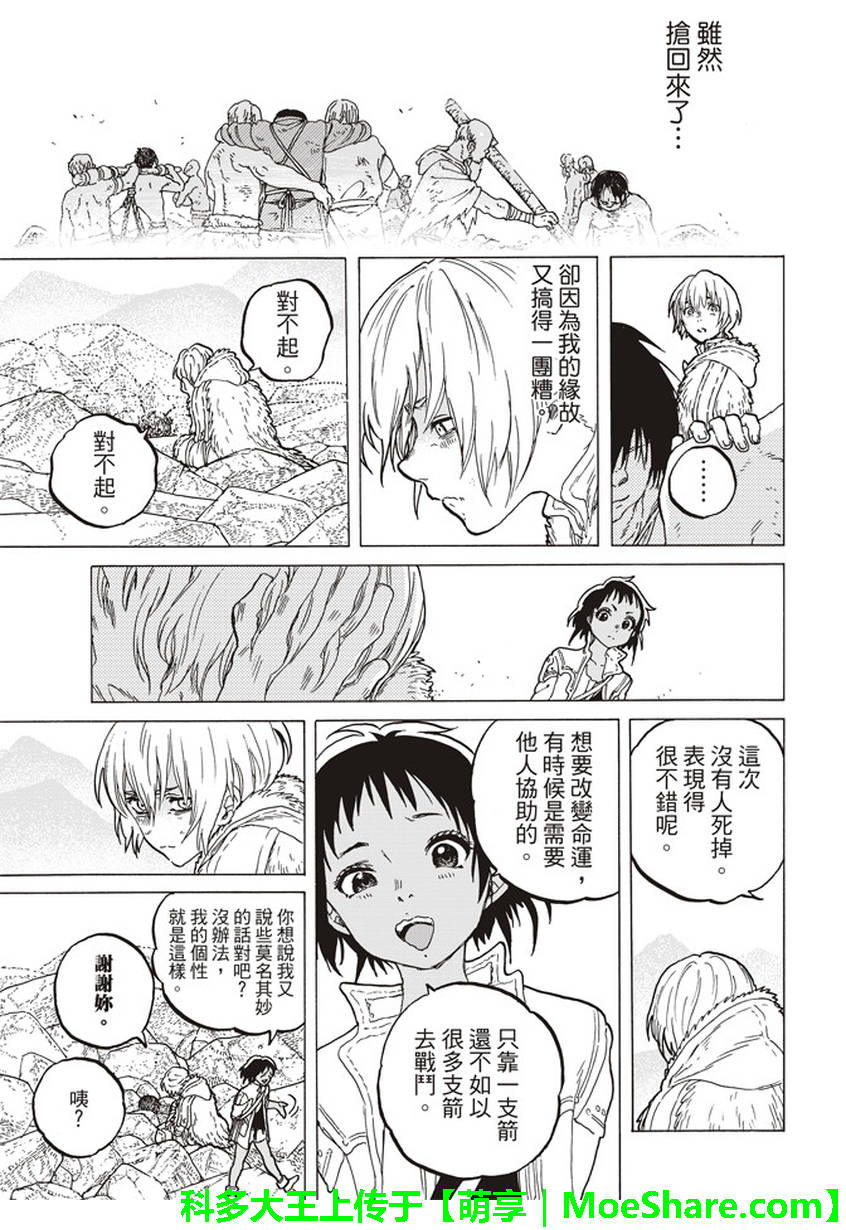 雖然
搶回來了…
……
卻因為我的緣故
又搞得一團糟。
對不起。
對不起。
這次
沒有人死掉。
表現得
很不錯呢。
想要改變命運，
有時候是需要
他人協助的。
只靠一支箭
還不如以
很多支箭
去戰鬥。
你想說我又
說些莫名其妙
的話對吧？
沒辦法，
我的個性
就是這樣。
謝謝妳。
咦？
科多大王上传于【萌享｜MoeShare.com】